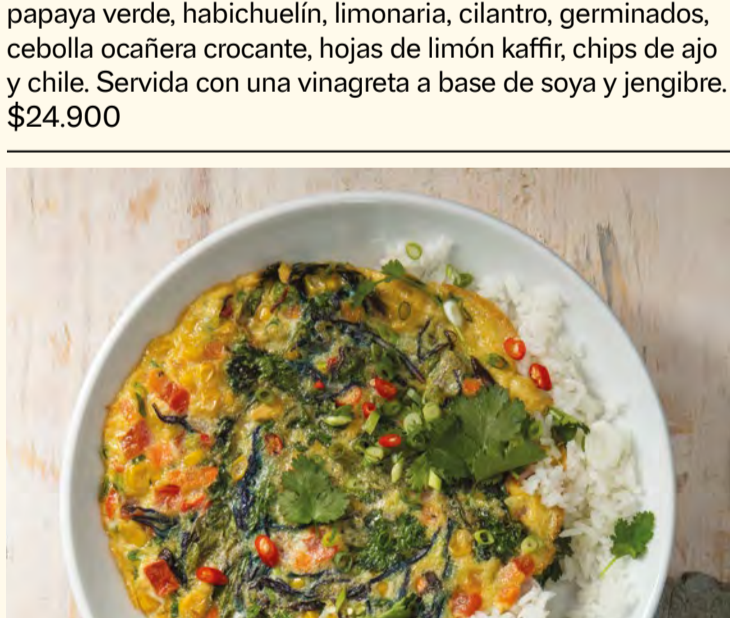 papaya verde, habichuelín, limonaria, cilantro, germinados,
cebolla ocañera crocante, hojas de limón kaffir, chips de ajo
y chile. Servida con una vinagreta a base de soya y jengibre.
$24.900